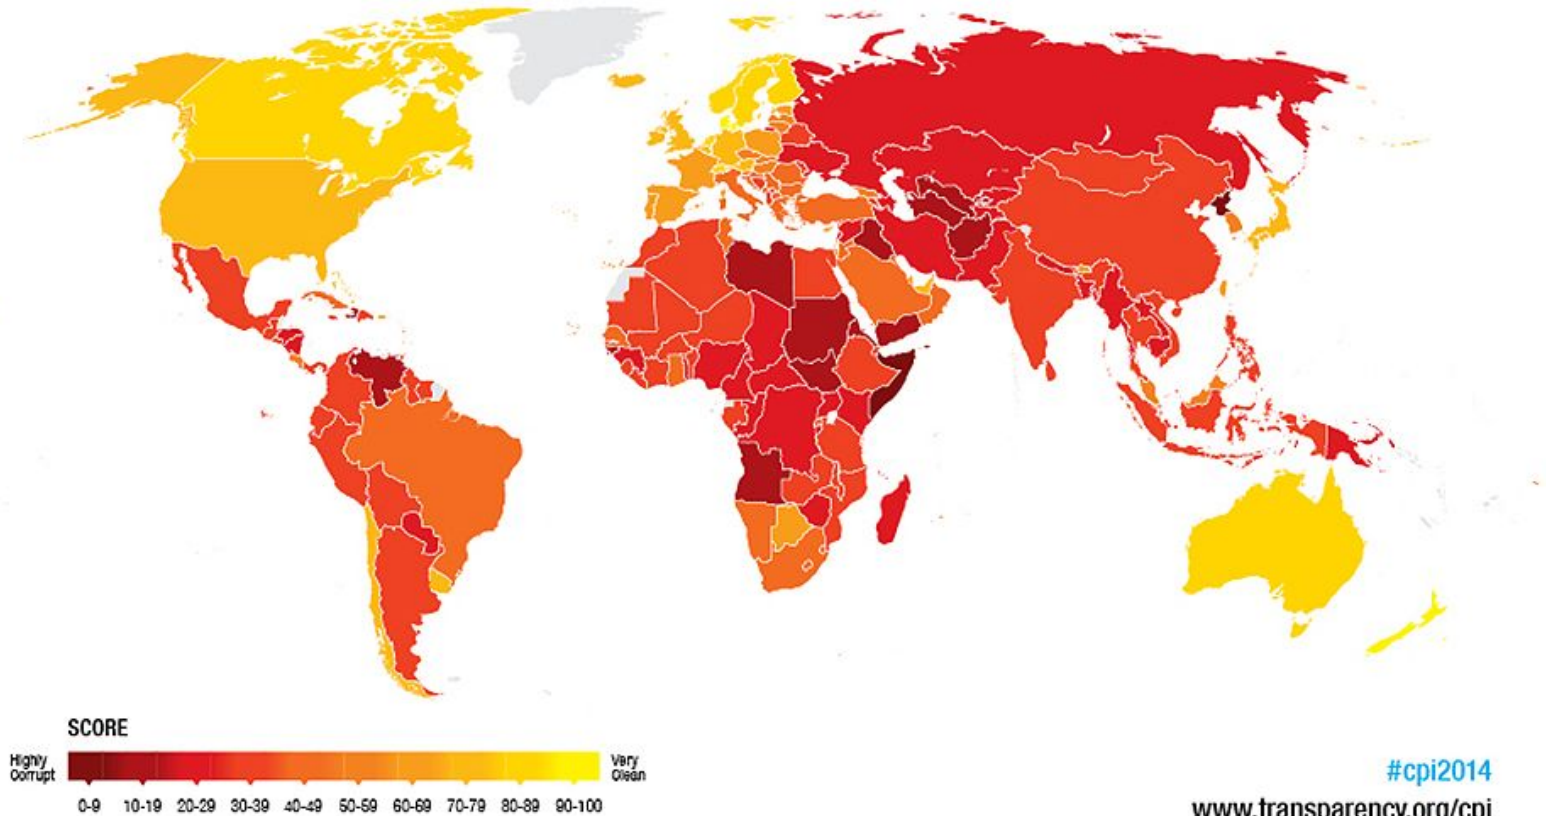 SCORE
Highly
Corrupt
Very
Clean
0-9 10-19 20-29 30-39 40-49 50-59 60-69 70-79 80-89 90-100
#cpi2014
www.transparency.org/cpi